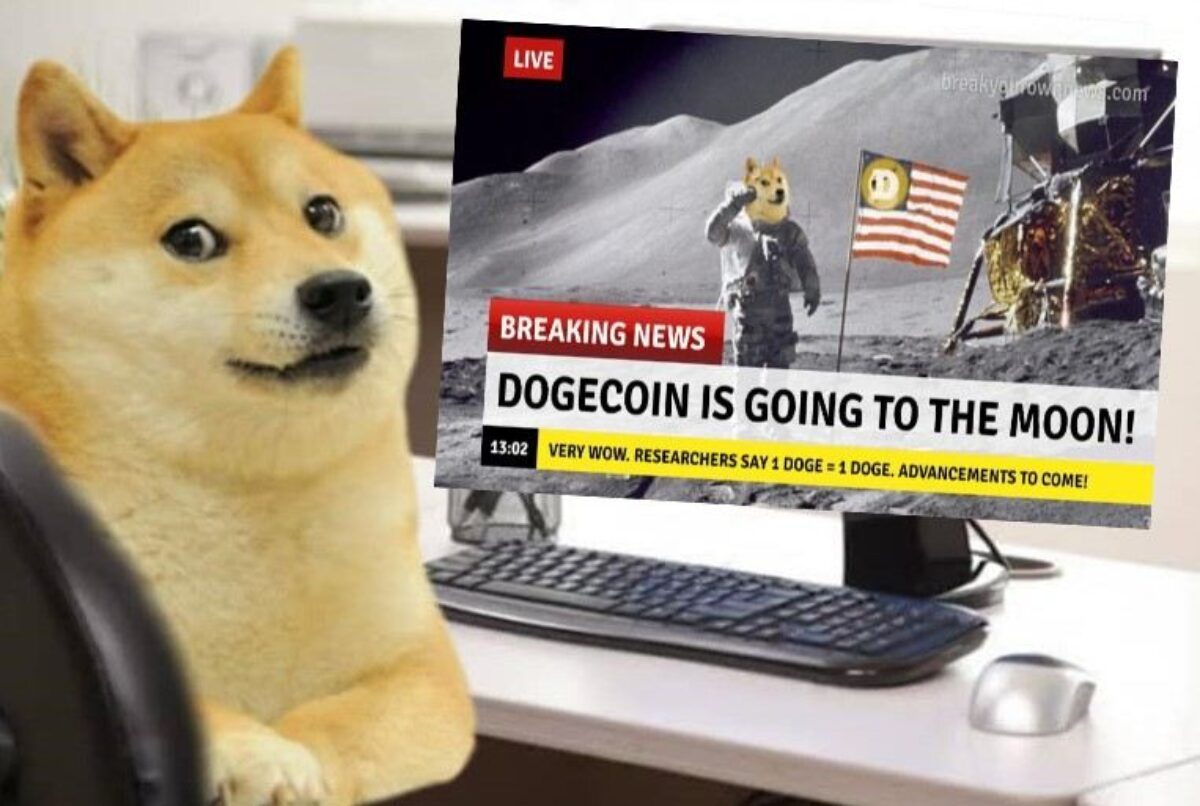 LIVE
BREAKING NEWS
DOGECOIN IS GOING TO THE MOON!
13:02 VERY WOW. RESEARCHERS SAY 1 DOGE = 1 DOGE. ADVANCEMENTS TO COME!